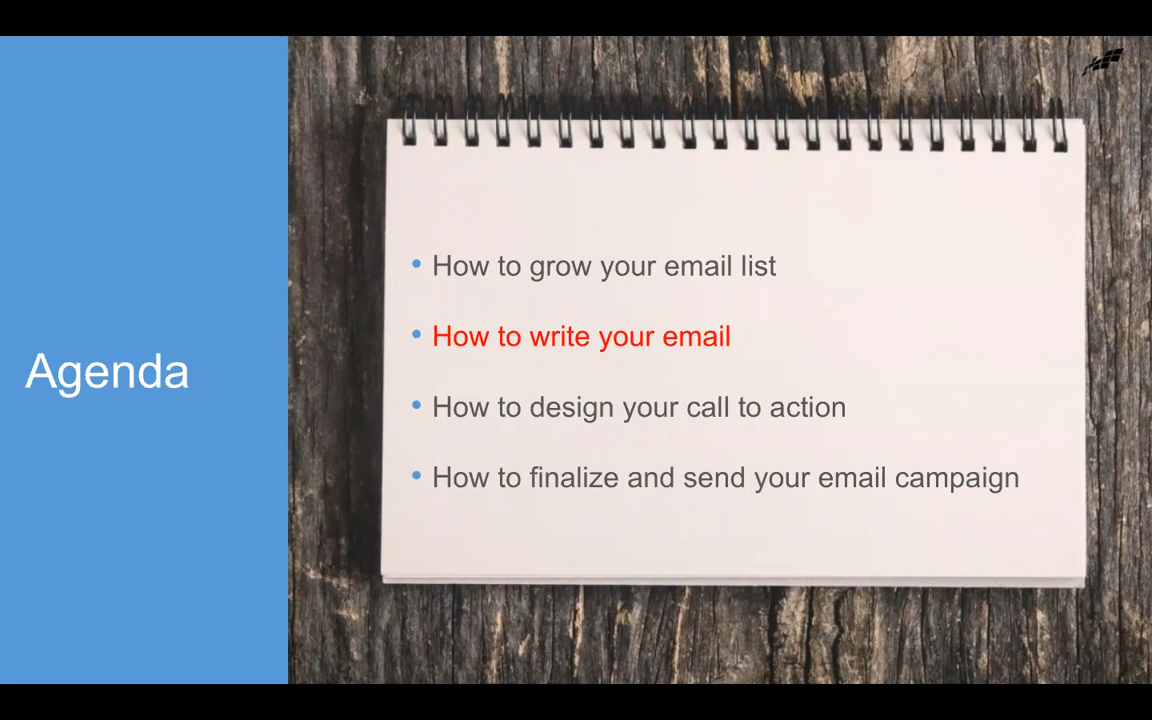 Agenda
How to grow your email list
How to write your email
How to design your call to action
How to finalize and send your email campaign